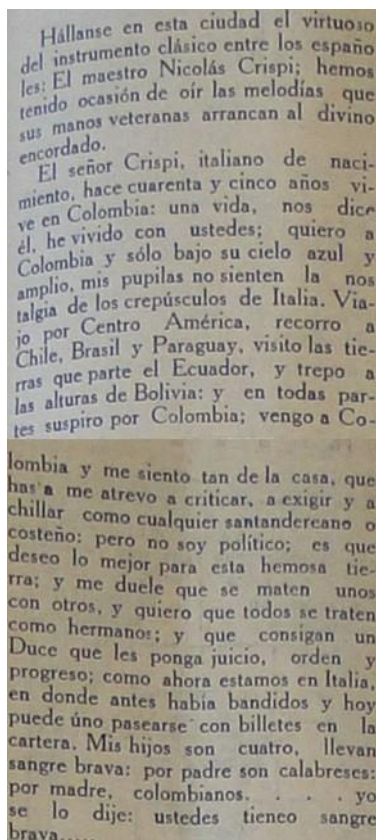 Hállanse en esta ciudad el virtuoso
del instrumento clásico entre los españo
les: El maestro Nicolás Crispi; hemos
tenido ocasión de oír las melodías que
sus manos veteranas arrancan al divino
encordado.
El señor Crispi, italiano de naci-
miento, hace cuarenta y cinco años vi-
ve en Colombia: una vida, nos dice
él, he vivido con ustedes; quiero a
Colombia y sólo bajo su cielo azul y
amplio, mis pupilas no sienten la nos
talgia de los crepúsculos de Italia. Via-
jo por Centro América, recorro a
Chile, Brasil y Paraguay, visito las tie-
rras que parte el Ecuador, y trepo a
las alturas de Bolivia: y en todas par-
tes suspiro por Colombia; vengo a Co-
lombia y me siento tan de la casa, que
has'a me atrevo a criticar, a exigir y a
chillar como cualquier santandereano o
costeño: pero no soy político; es que
deseo lo mejor para esta hemosa tie-
rra; y me duele que se maten unos
con otros, y quiero que todos se traten
como hermanos; y que consigan un
Duce que les ponga juicio, orden y
progreso; como ahora estamos en Italia,
en donde antes había bandidos y hoy
puede úno pasearse con billetes en la
cartera. Mis hijos son cuatro, llevan
sangre brava: por padre son calabreses:
por madre, colombianos. . . . yo
se lo dije: ustedes tieneo sangre
brava.....